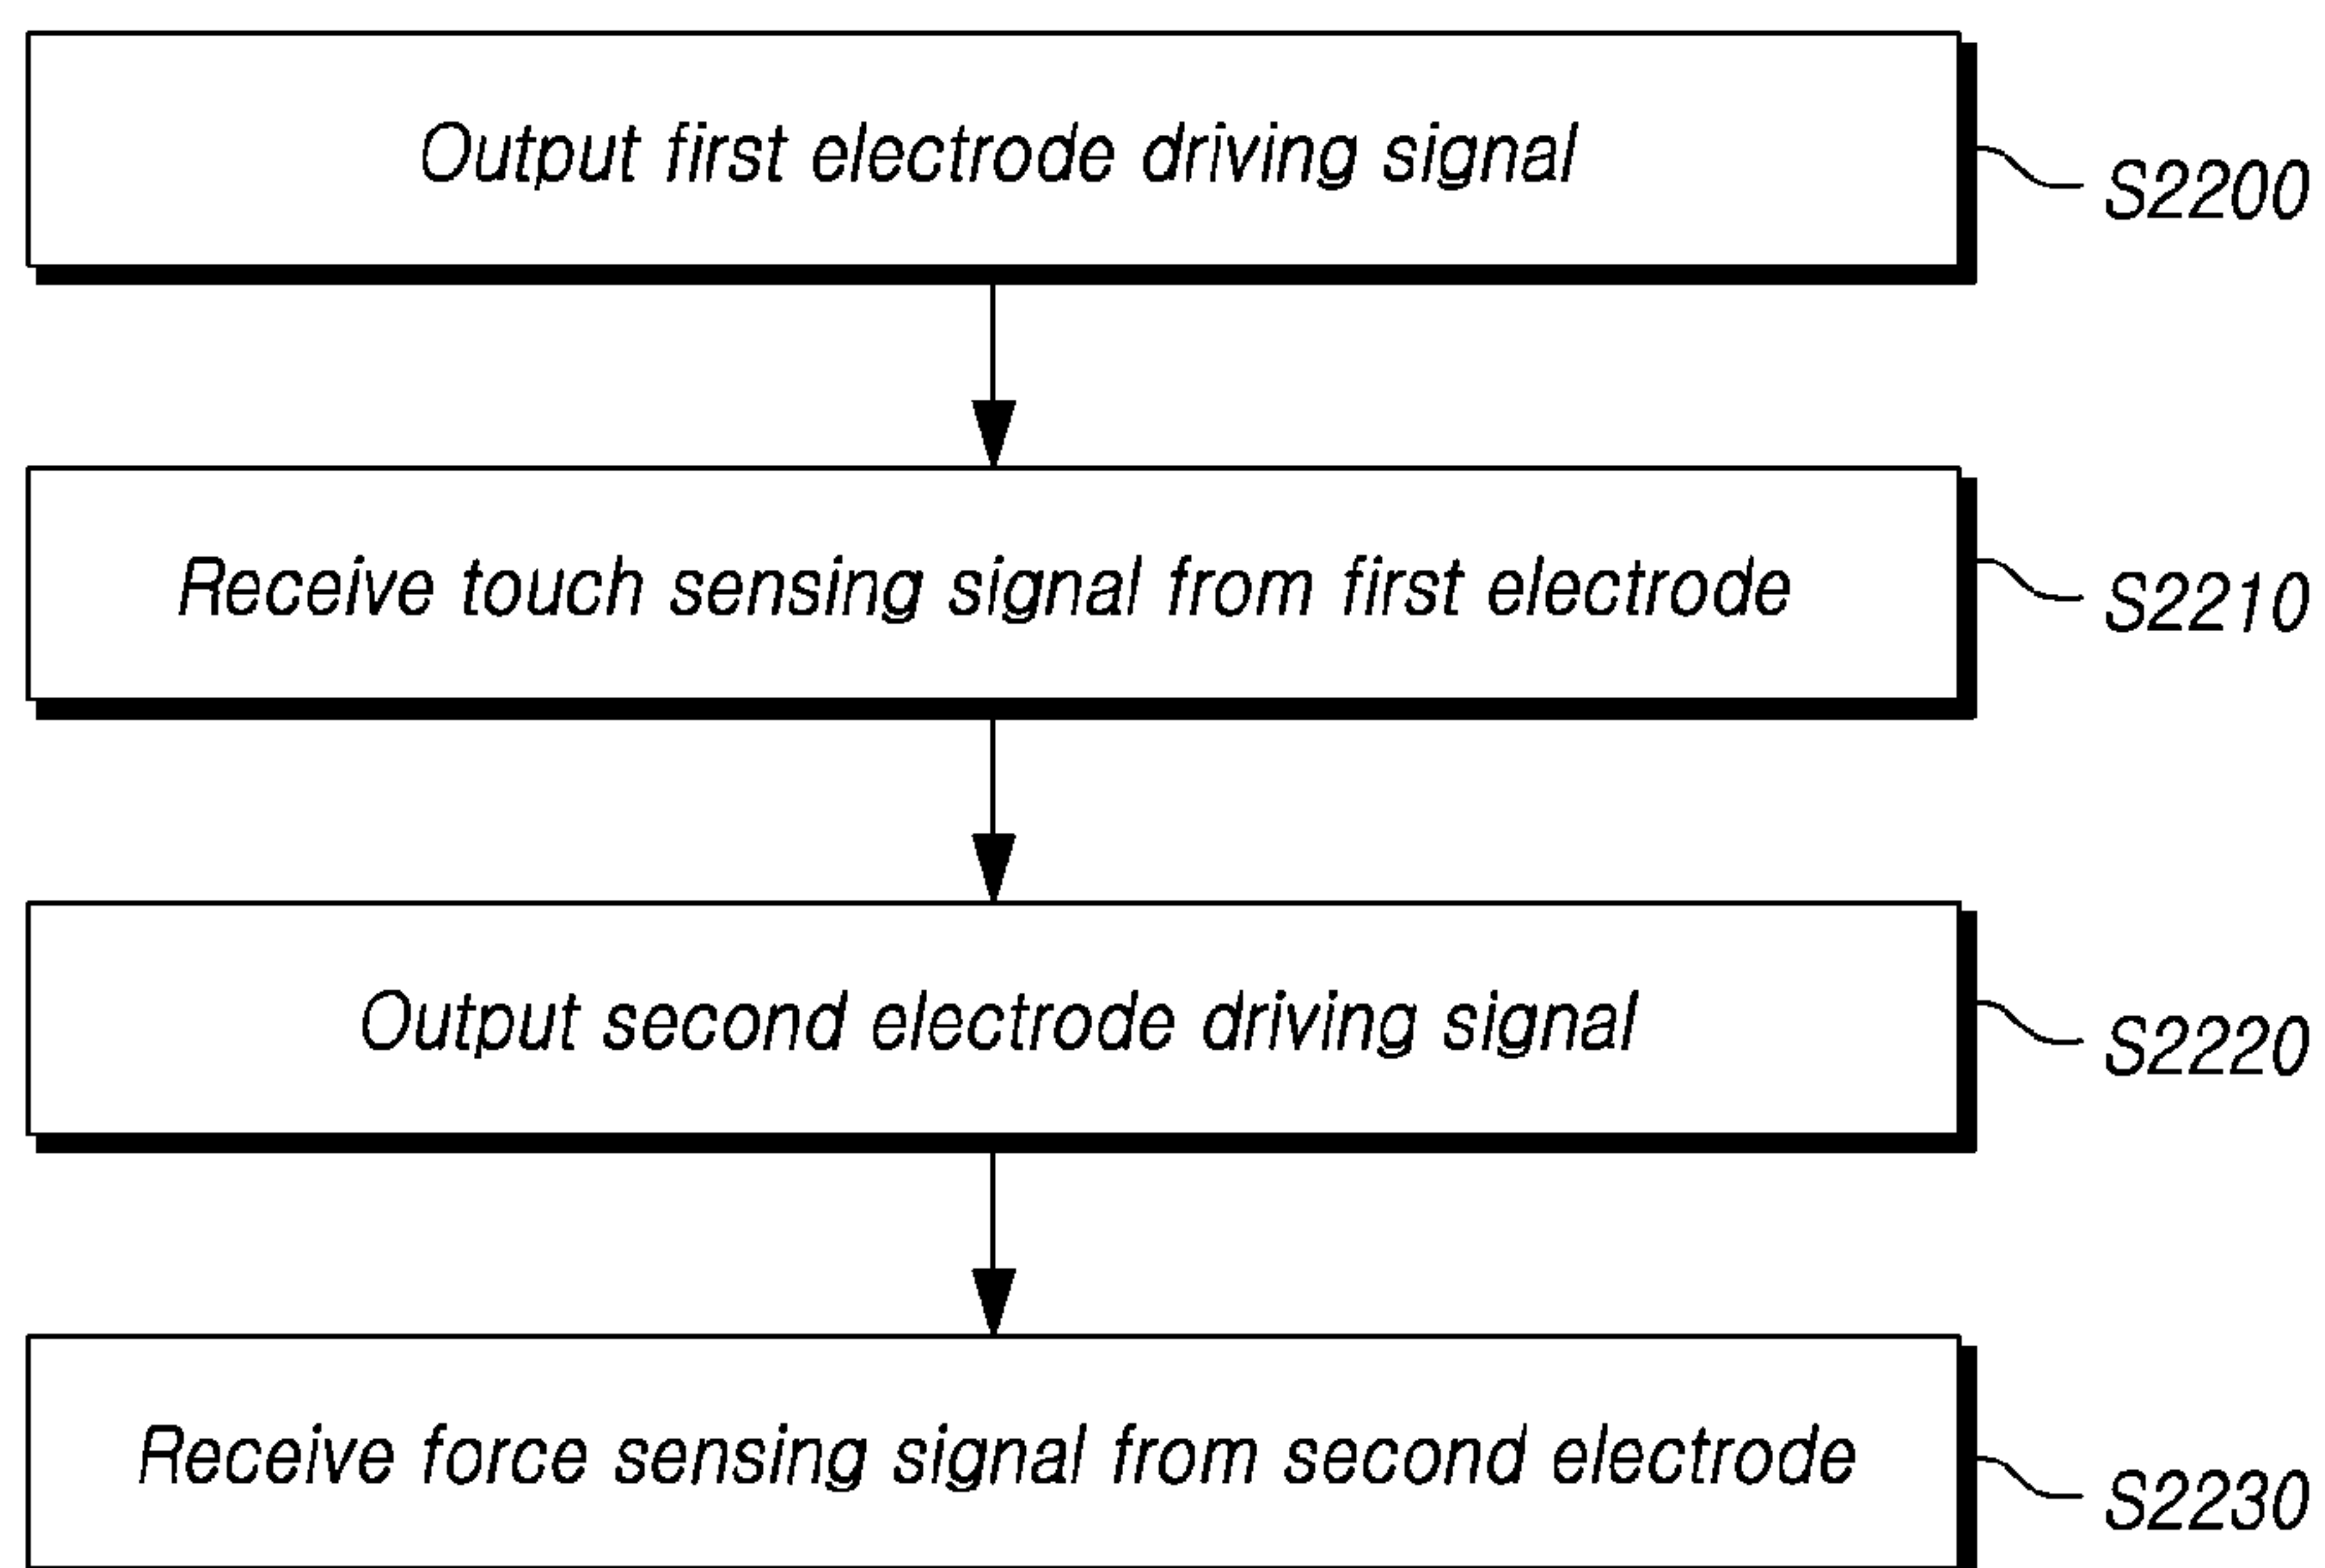 Output first electrode driving signal
S2200
Receive touch sensing signal from first electrode
S2210
Output second electrode driving signal
S2220
Receive force sensing signal from second electrode
S2230